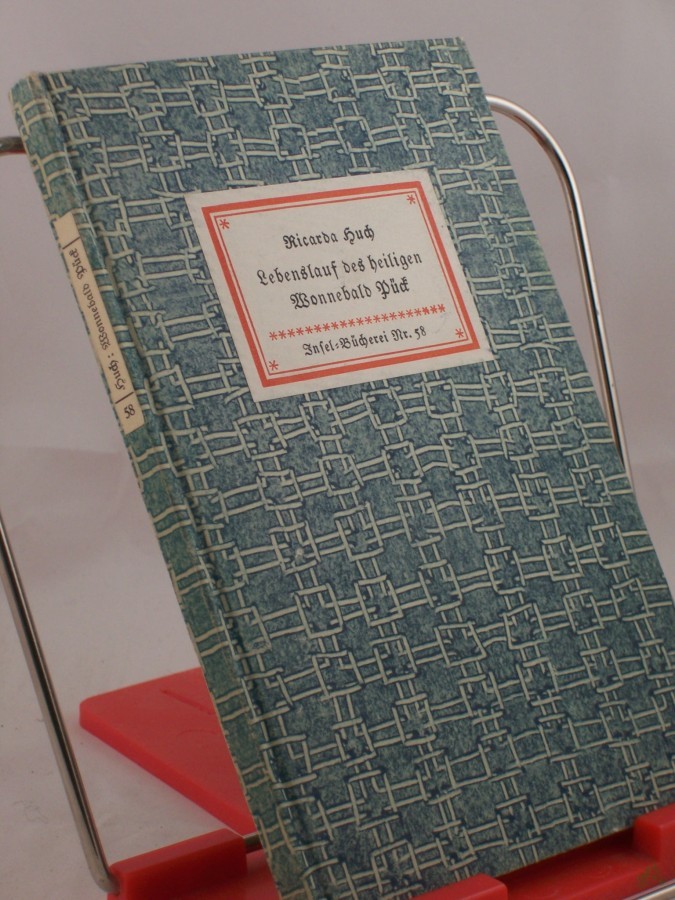 Ricarda Huch
Lebenslauf des heiligen
Wonnebald Pück
Insel-Bücherei Nr. 58
58 | Huch: Wonnebald Pück |